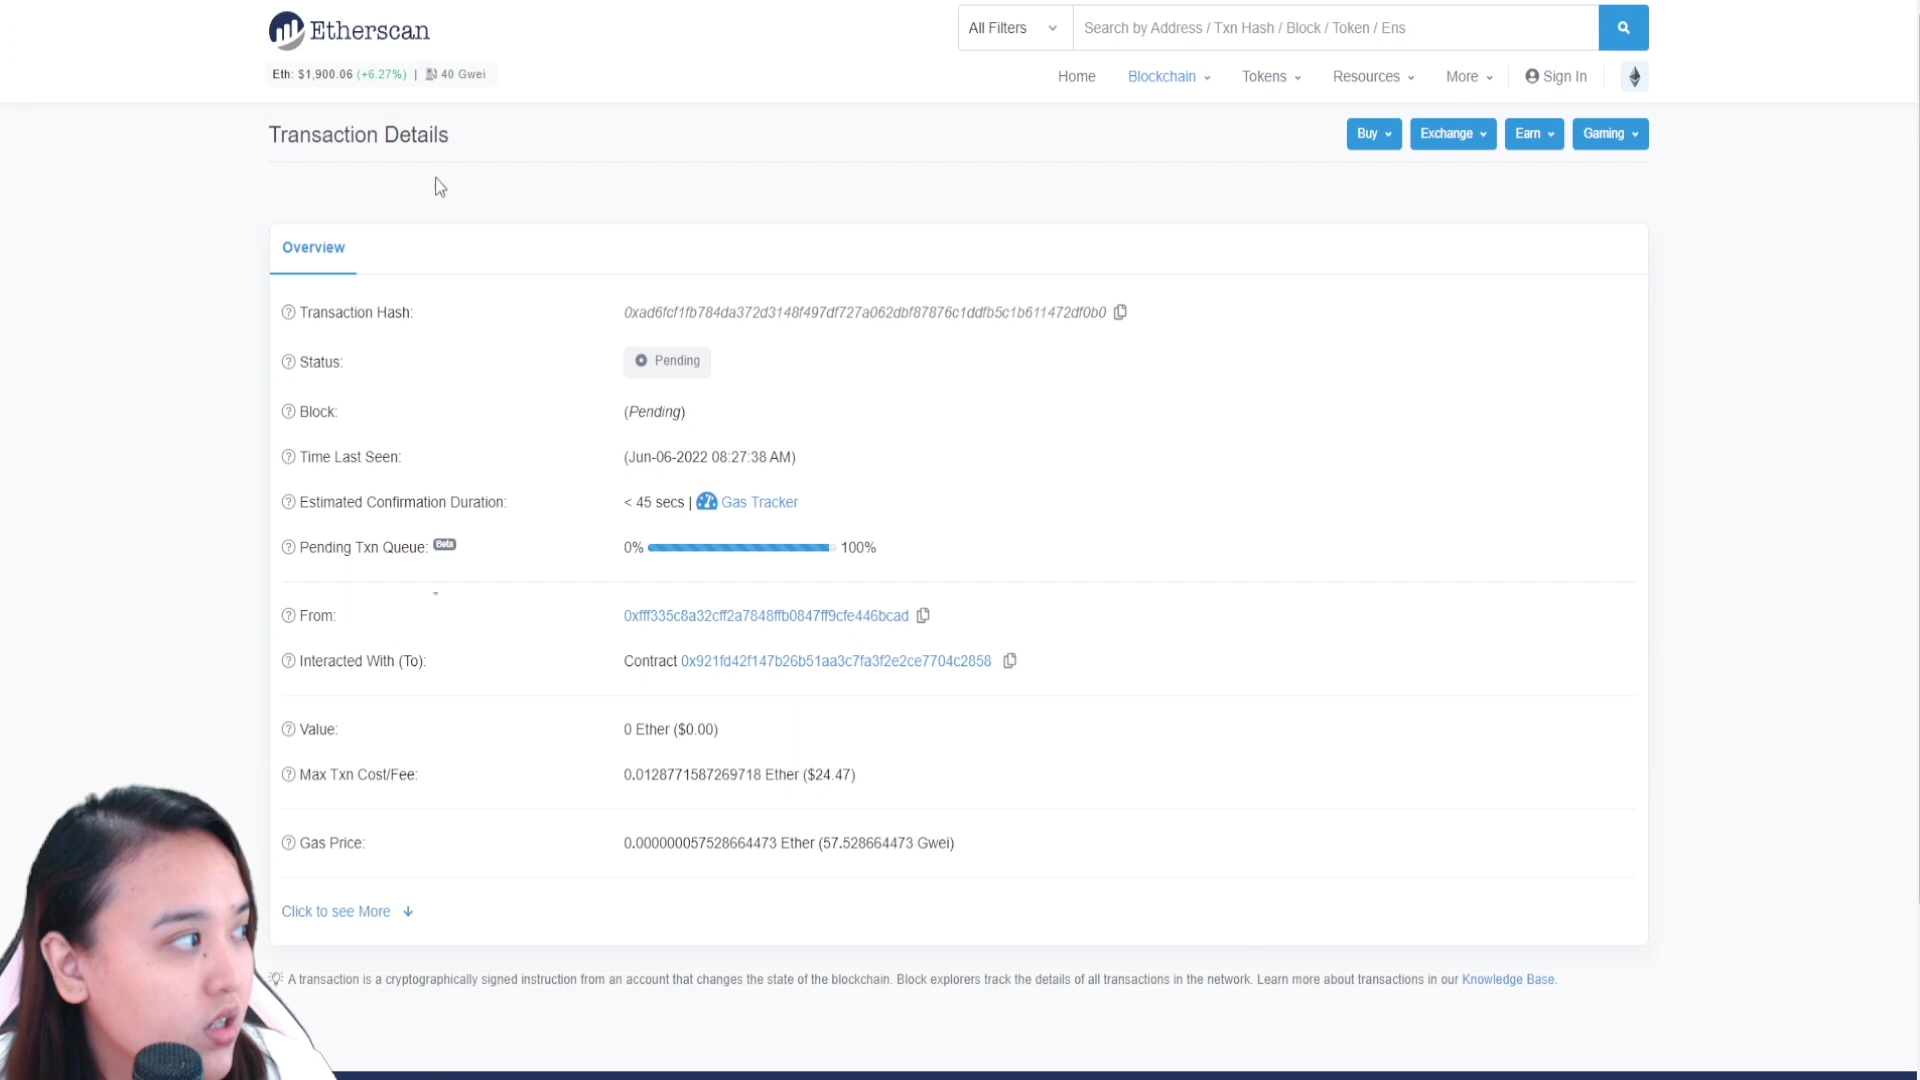 Etherscan
All Filters
Search by Address / Txn Hash / Block / Token / Ens
Eth: $1,900.06 (+6.27%) | 40 Gwei
Home Blockchain Tokens Resources More Sign In
Transaction Details
Buy Exchange Earn Gaming
Overview
Transaction Hash: 0xad6fcf1fb784da372d3148f497df727a062dbf87876c1ddfb5c1b611472df0b0
Status: Pending
Block: (Pending)
Time Last Seen: (Jun-06-2022 08:27:38 AM)
Estimated Confirmation Duration: < 45 secs | Gas Tracker
Pending Txn Queue: Beta 0% 100%
From: 0xfff335c8a32cff2a7848ffb0847ff9cfe446bcad
Interacted With (To): Contract 0x921fd42f147b26b51aa3c7fa3f2e2ce7704c2858
Value: 0 Ether ($0.00)
Max Txn Cost/Fee: 0.0128771587269718 Ether ($24.47)
Gas Price: 0.000000057528664473 Ether (57.528664473 Gwei)
Click to see More
A transaction is a cryptographically signed instruction from an account that changes the state of the blockchain. Block explorers track the details of all transactions in the network. Learn more about transactions in our Knowledge Base.